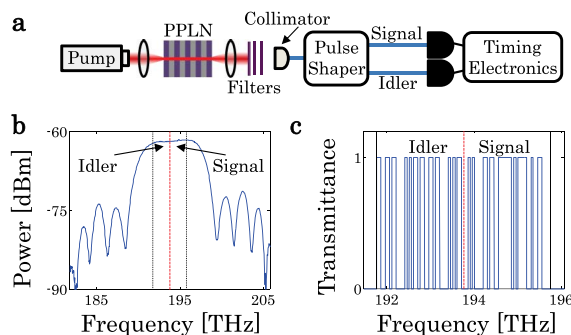 a
Pump
PPLN
Filters
Collimator
Pulse
Shaper
Signal
Idler
Timing
Electronics
b
Power [dBm]
-60
-75
-90
Idler
Signal
185
195
205
Frequency [THz]
c
Transmittance
1
0
Idler
Signal
192
194
196
Frequency [THz]